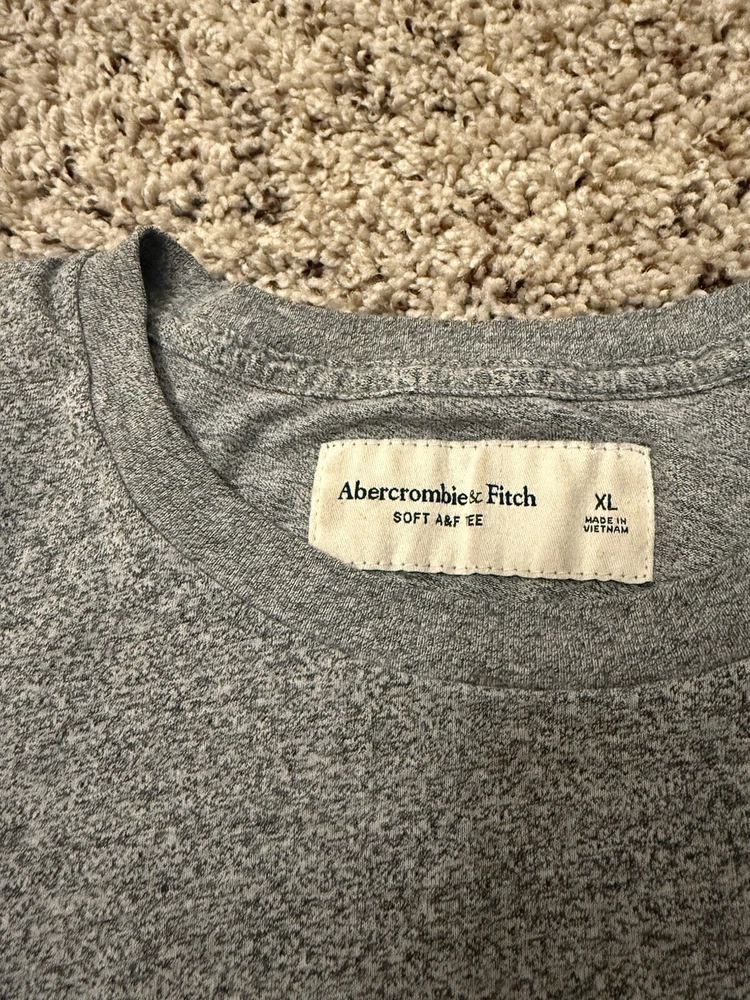 Abercrombie & Fitch
SOFT A&F TEE
XL
MADE IN
VIETNAM